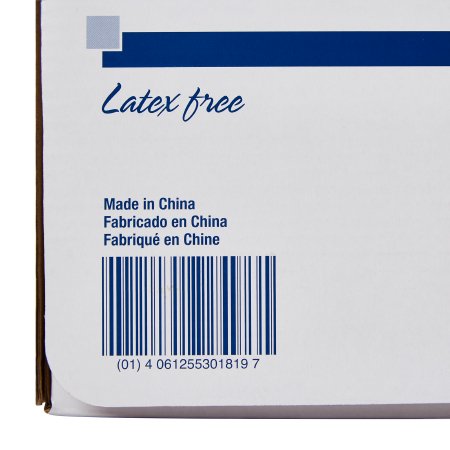 Latex free
Made in China
Fabricado en China
Fabriqué en Chine
(01) 4 061255301819 7